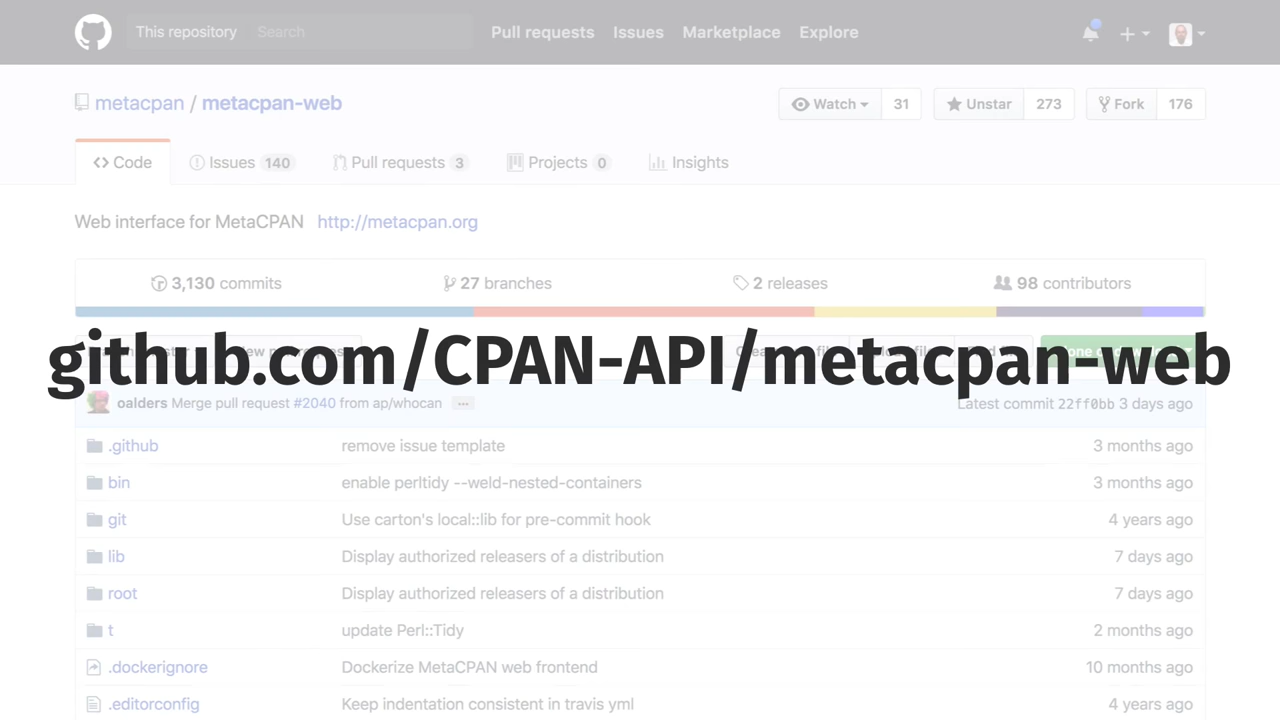 This repository Search Pull requests Issues Marketplace Explore
metacpan / metacpan-web Watch 31 Unstar 273 Fork 176
Code Issues 140 Pull requests 3 Projects 0 Insights
Web interface for MetaCPAN http://metacpan.org
3,130 commits 27 branches 2 releases 98 contributors
github.com/CPAN-API/metacpan-web
oalders Merge pull request #2040 from ap/whocan Latest commit 22ff0bb 3 days ago
.github remove issue template 3 months ago
bin enable perltidy --weld-nested-containers 3 months ago
git Use carton's local::lib for pre-commit hook 4 years ago
lib Display authorized releasers of a distribution 7 days ago
root Display authorized releasers of a distribution 7 days ago
t update Perl::Tidy 2 months ago
.dockerignore Dockerize MetaCPAN web frontend 10 months ago
.editorconfig Keep indentation consistent in travis yml 4 years ago